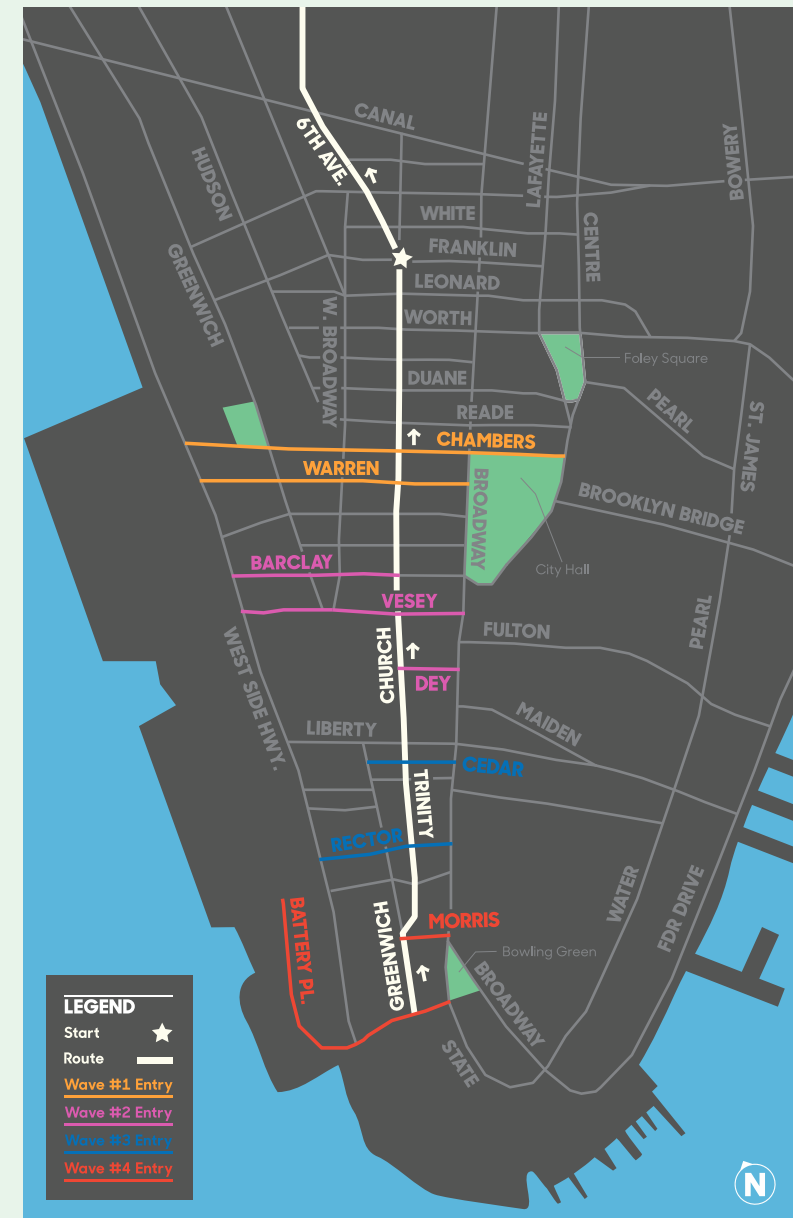 CANAL
6TH AVE.
HUDSON
LAFAYETTE
BOWERY
WHITE
CENTRE
GREENWICH
FRANKLIN
LEONARD
W. BROADWAY
WORTH
Foley Square
DUANE
PEARL
ST. JAMES
READE
CHAMBERS
WARREN
BROADWAY
BROOKLYN BRIDGE
City Hall
BARCLAY
VESEY
PEARL
FULTON
CHURCH
WEST SIDE HWY.
DEY
MAIDEN
LIBERTY
CEDAR
TRINITY
RECTOR
WATER
FDR DRIVE
BATTERY PL.
GREENWICH
MORRIS
Bowling Green
BROADWAY
STATE
LEGEND
Start
Route
Wave #1 Entry
Wave #2 Entry
Wave #3 Entry
Wave #4 Entry
N